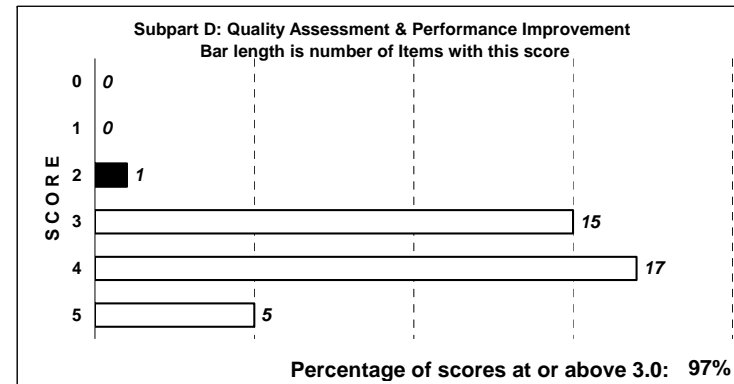 Subpart D: Quality Assessment & Performance Improvement
Bar length is number of Items with this score
SCORE
0 0
1 0
2 1
3 15
4 17
5 5
Percentage of scores at or above 3.0: 97%